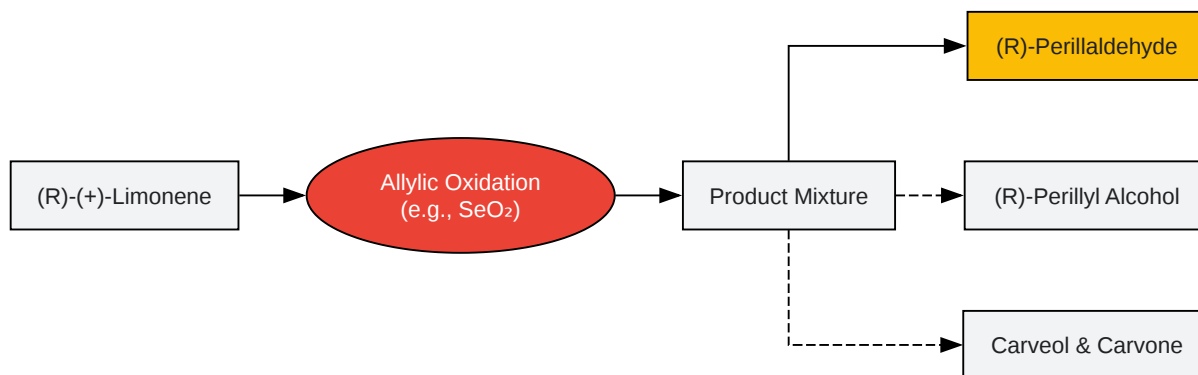 (R)-Perillaldehyde
(R)-(+)-Limonene
Allylic Oxidation
(e.g., SeO₂)
Product Mixture
(R)-Perillyl Alcohol
Carveol & Carvone